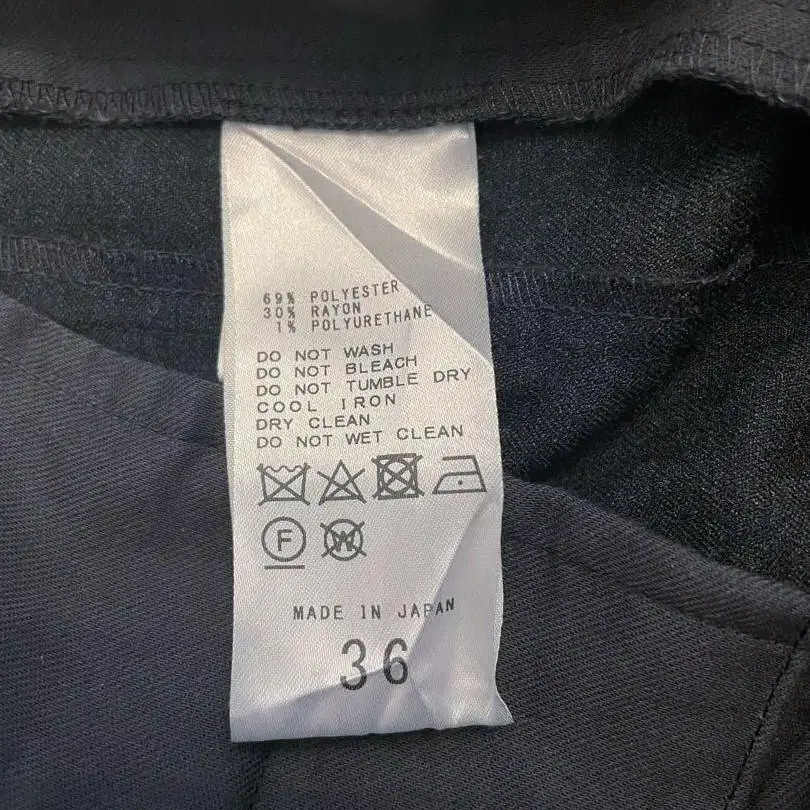 69% POLYESTER
30% RAYON
1% POLYURETHANE
DO NOT WASH
DO NOT BLEACH
DO NOT TUMBLE DRY
COOL IRON
DRY CLEAN
DO NOT WET CLEAN
F W
MADE IN JAPAN
36